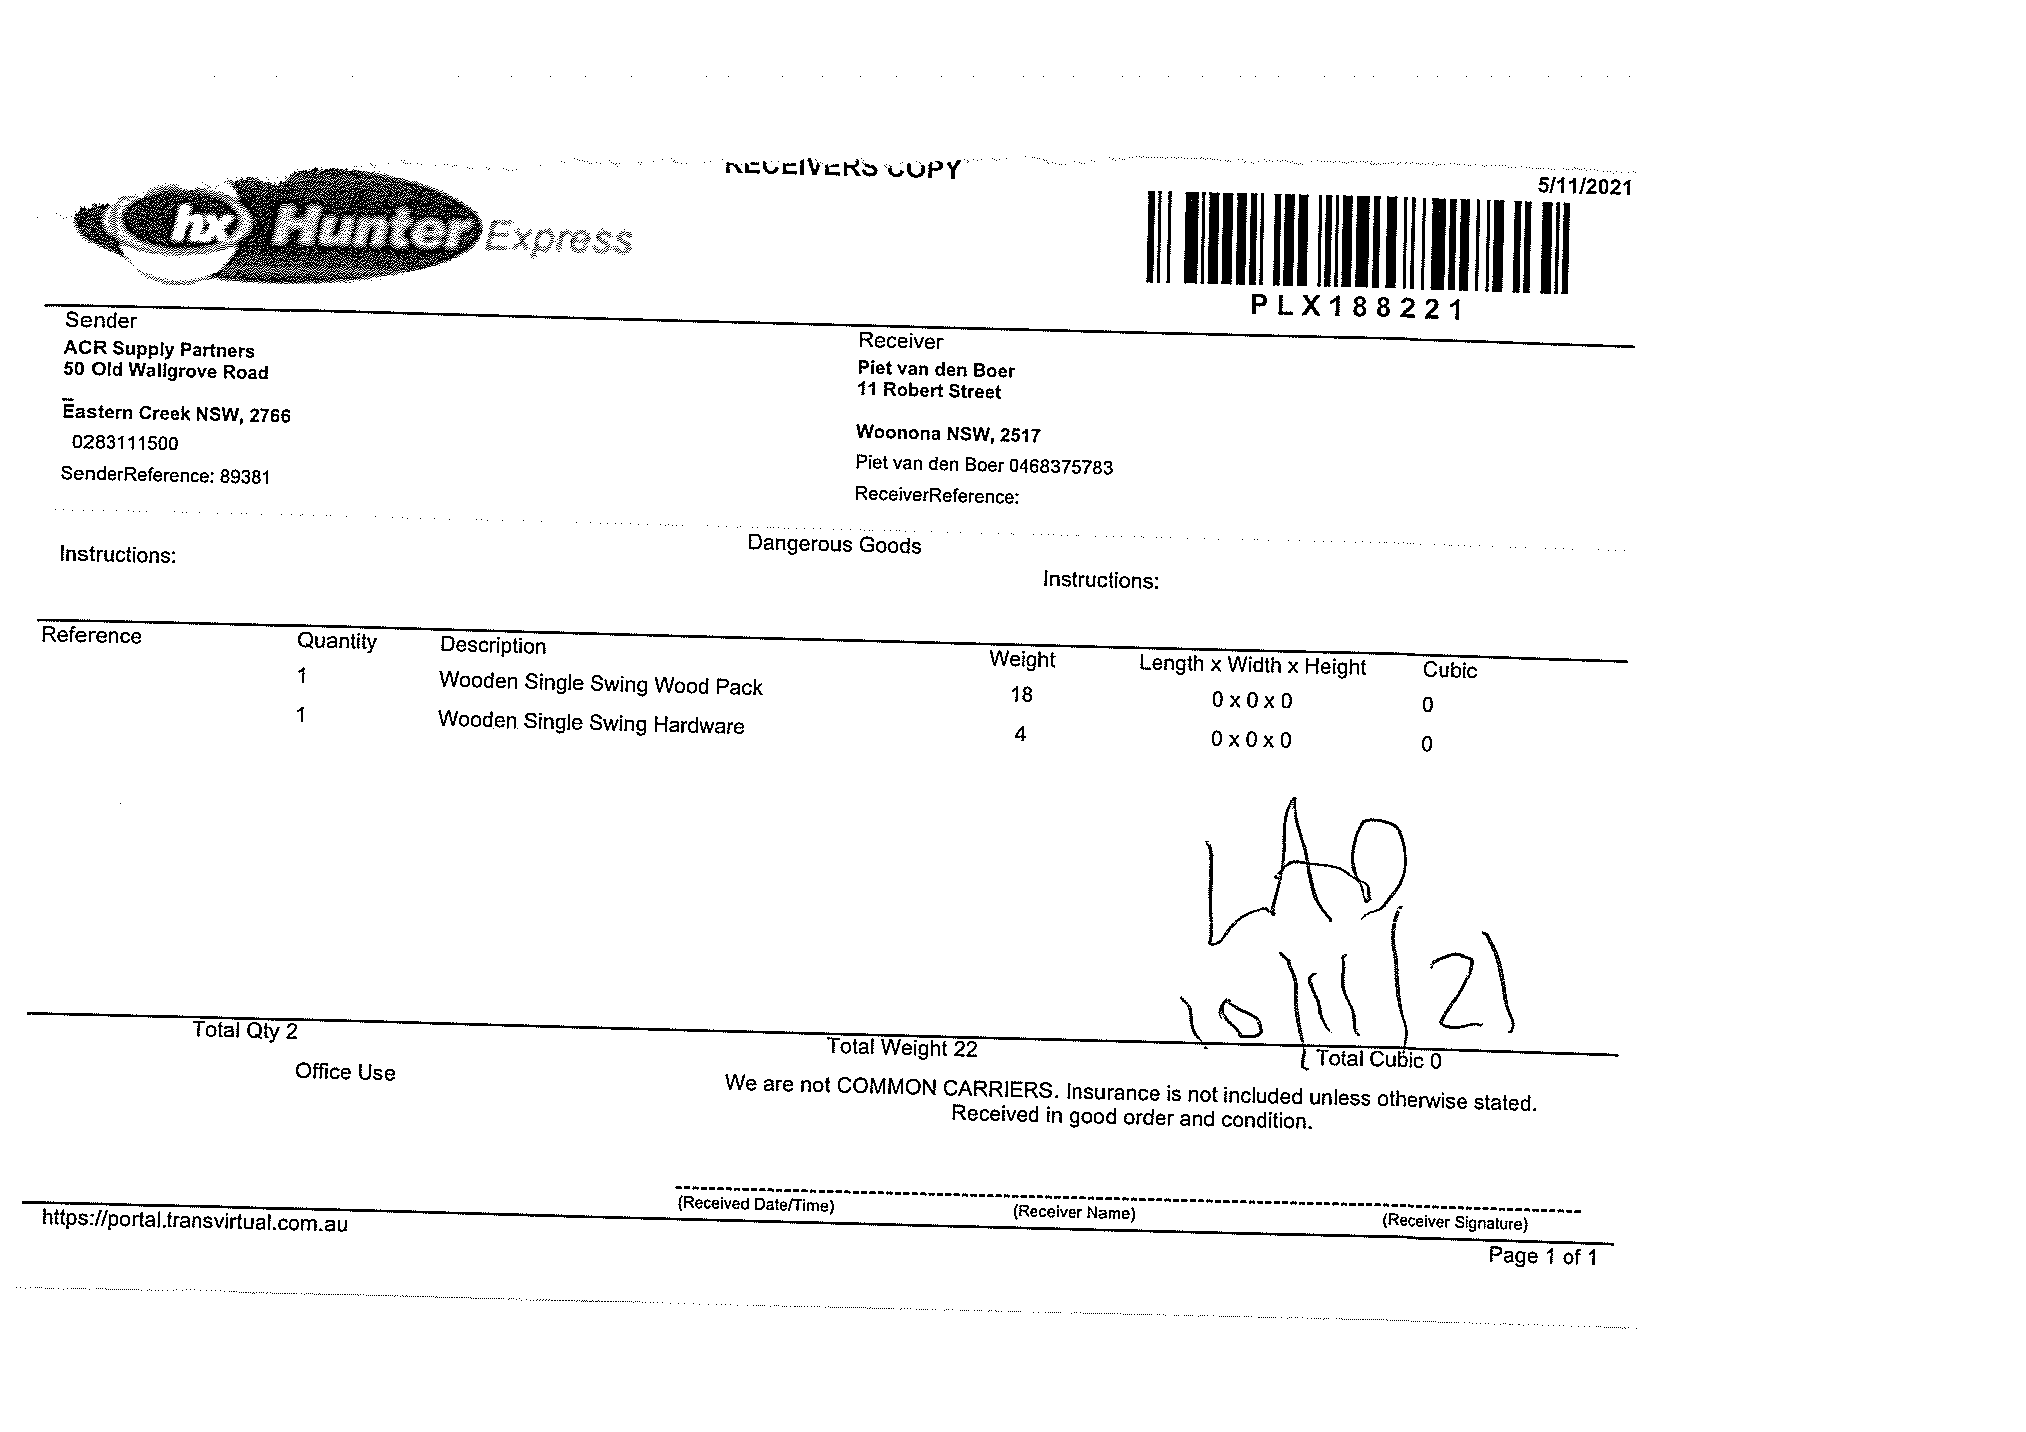 RECEIVERS COPY
5/11/2021
hx Hunter Express
PLX188221
Sender
ACR Supply Partners
50 Old Wallgrove Road
Eastern Creek NSW, 2766
0283111500
SenderReference: 89381
Receiver
Piet van den Boer
11 Robert Street
Woonona NSW, 2517
Piet van den Boer 0468375783
ReceiverReference:
Dangerous Goods
Instructions:
Instructions:
Reference Quantity Description Weight Length x Width x Height Cubic
1 Wooden Single Swing Wood Pack 18 0 x 0 x 0 0
1 Wooden Single Swing Hardware 4 0 x 0 x 0 0
LAO
10/11/21
Total Qty 2 Total Weight 22 Total Cubic 0
Office Use
We are not COMMON CARRIERS. Insurance is not included unless otherwise stated.
Received in good order and condition.
(Received Date/Time) (Receiver Name) (Receiver Signature)
https://portal.transvirtual.com.au
Page 1 of 1